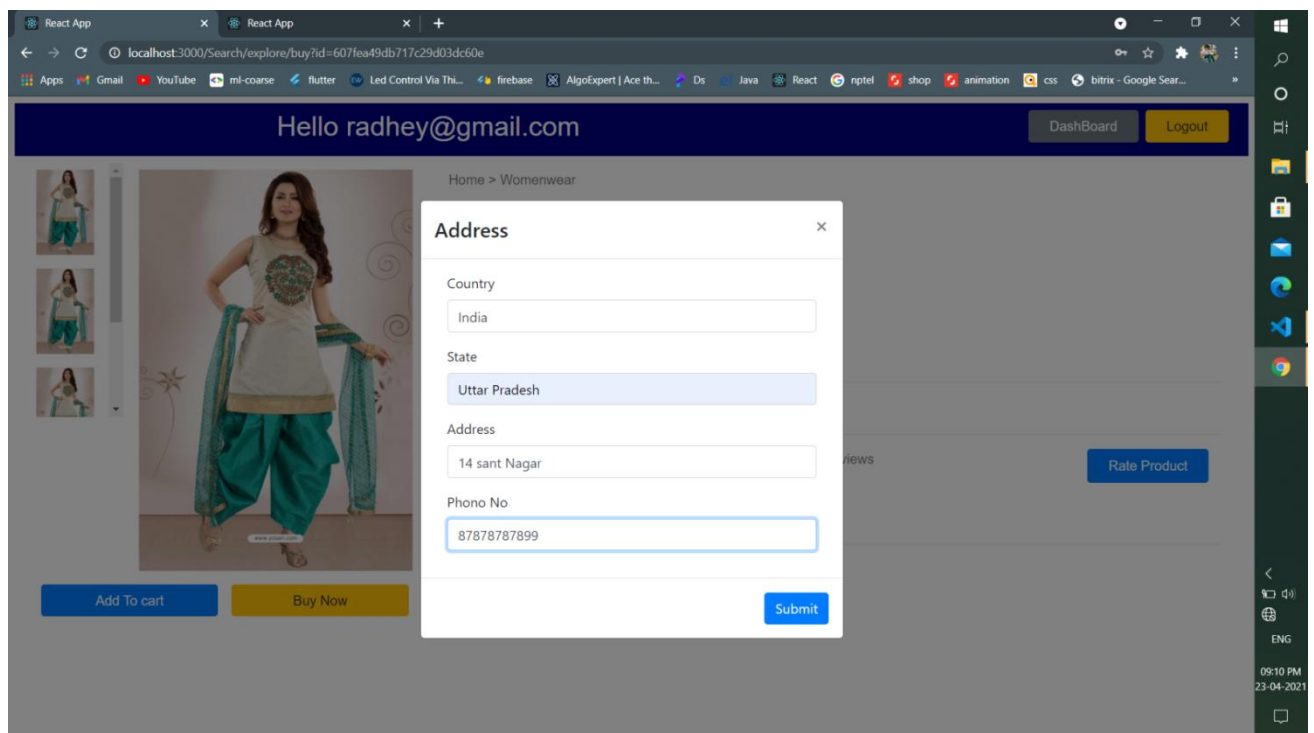 React App
React App
localhost:3000/Search/explore/buy?id=607fea49db717c29d03dc60e
Apps Gmail YouTube ml-coarse flutter Led Control Via Thi... firebase AlgoExpert | Ace th... Ds Java React nptel shop animation css bitrix - Google Sear... »
Hello radhey@gmail.com
DashBoard
Logout
Home > Womenwear
Address
Country
India
State
Uttar Pradesh
Address
14 sant Nagar
Phono No
87878787899
Submit
views
Rate Product
Add To cart
Buy Now
ENG
09:10 PM
23-04-2021